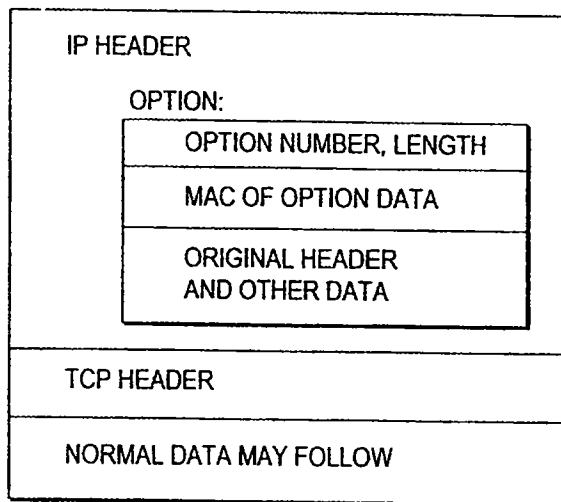 IP HEADER
OPTION:
OPTION NUMBER, LENGTH
MAC OF OPTION DATA
ORIGINAL HEADER
AND OTHER DATA
TCP HEADER
NORMAL DATA MAY FOLLOW